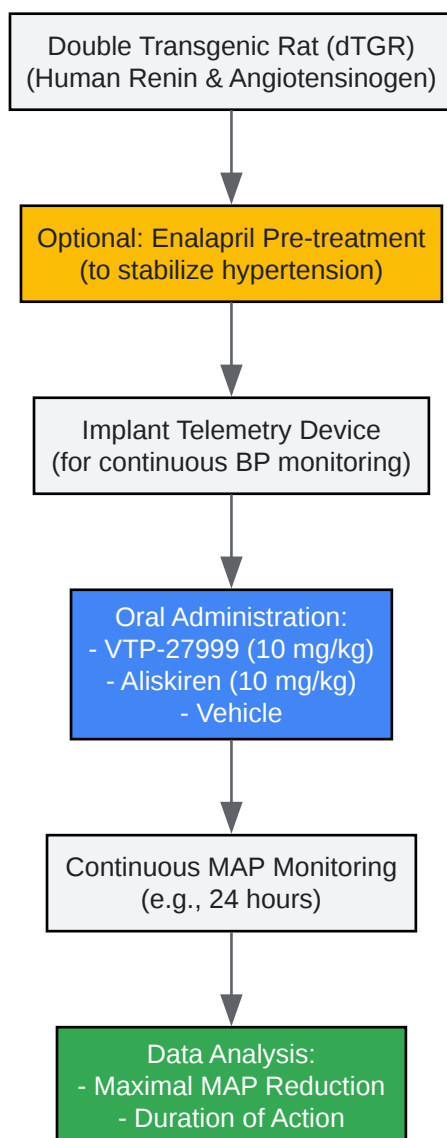 Double Transgenic Rat (dTGR)
(Human Renin & Angiotensinogen)
Optional: Enalapril Pre-treatment
(to stabilize hypertension)
Implant Telemetry Device
(for continuous BP monitoring)
Oral Administration:
- VTP-27999 (10 mg/kg)
- Aliskiren (10 mg/kg)
- Vehicle
Continuous MAP Monitoring
(e.g., 24 hours)
Data Analysis:
- Maximal MAP Reduction
- Duration of Action